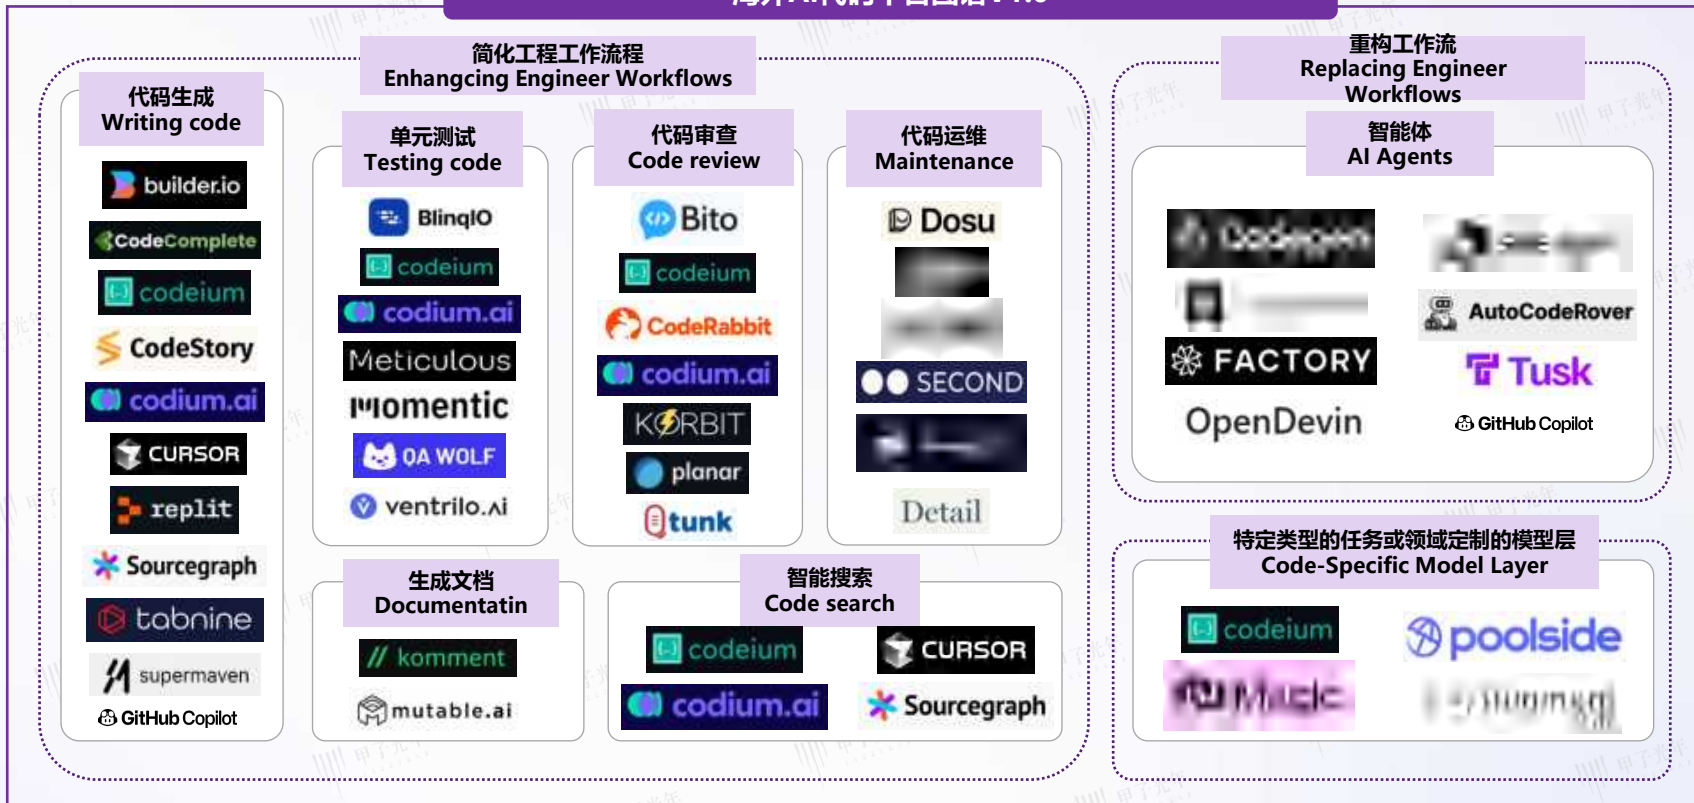 简化工程工作流程
Enhangcing Engineer Workflows
代码生成
Writing code
builder.io
CodeComplete
codeium
CodeStory
codium.ai
CURSOR
replit
Sourcegraph
tabnine
supermaven
GitHub Copilot
单元测试
Testing code
BlinqIO
codeium
codium.ai
Meticulous
Momentic
QA WOLF
ventrilo.ai
代码审查
Code review
Bito
codeium
CodeRabbit
codium.ai
KORBIT
planar
tunk
代码运维
Maintenance
Dosu
SECOND
Detail
生成文档
Documentatin
komment
mutable.ai
智能搜索
Code search
codeium
CURSOR
codium.ai
Sourcegraph
重构工作流
Replacing Engineer
Workflows
智能体
AI Agents
AutoCodeRover
FACTORY
Tusk
OpenDevin
GitHub Copilot
特定类型的任务或领域定制的模型层
Code-Specific Model Layer
codeium
poolside
甲子光年